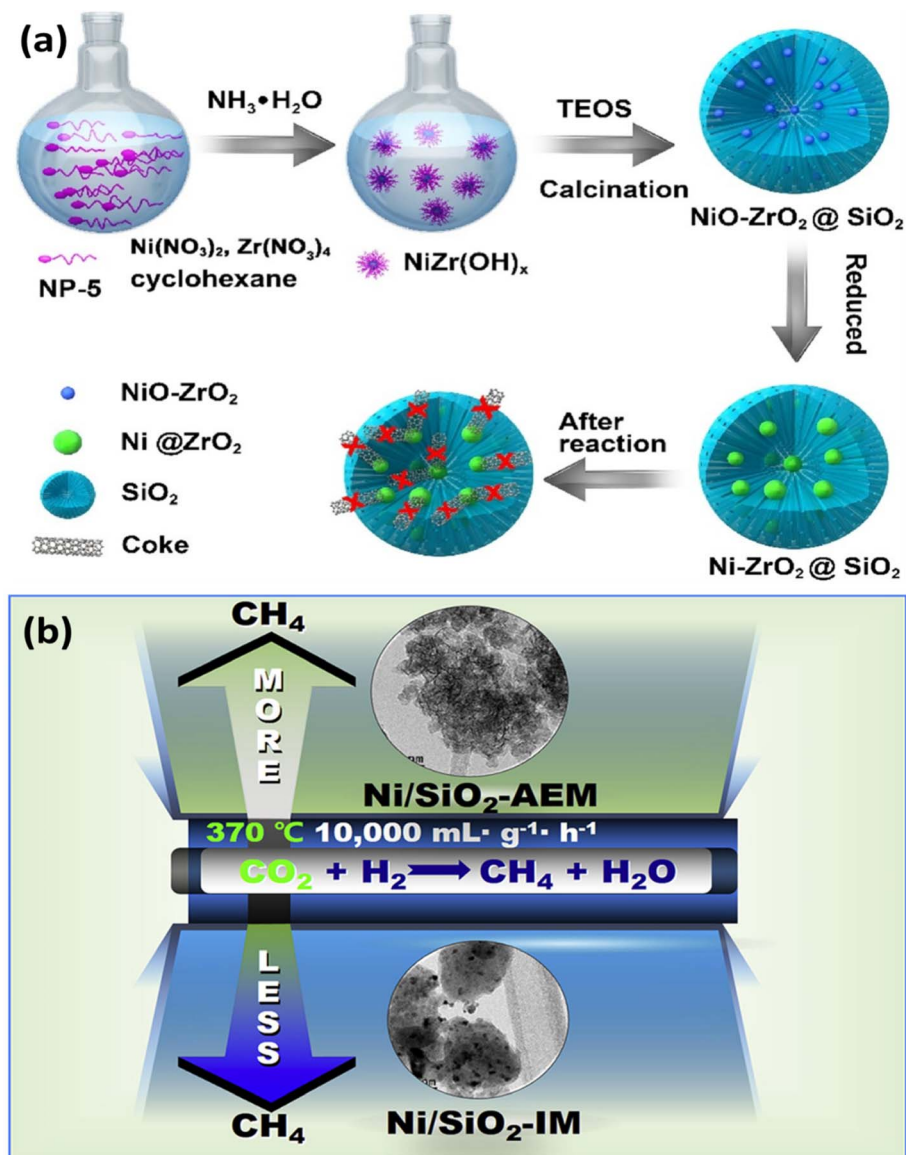 (a)
NH₃•H₂O
TEOS
Calcination
NiO-ZrO₂@ SiO₂
NP-5
Ni(NO₃)₂, Zr(NO₃)₄
cyclohexane
NiZr(OH)ₓ
Reduced
NiO-ZrO₂
Ni @ZrO₂
SiO₂
Coke
After
reaction
Ni-ZrO₂@ SiO₂
(b)
CH₄
MORE
Ni/SiO₂-AEM
370 ℃ 10,000 mL· g⁻¹· h⁻¹
CO₂ + H₂ → CH₄ + H₂O
LESS
CH₄
Ni/SiO₂-IM